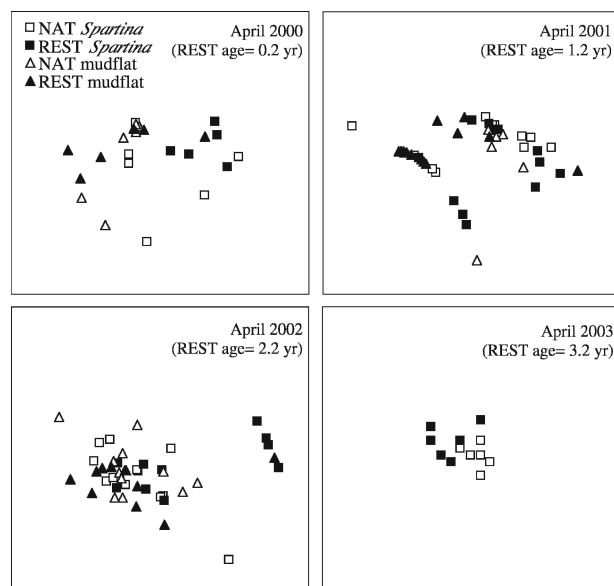 □ NAT Spartina
■ REST Spartina
△ NAT mudflat
▲ REST mudflat
April 2000
(REST age= 0.2 yr)
April 2001
(REST age= 1.2 yr)
April 2002
(REST age= 2.2 yr)
April 2003
(REST age= 3.2 yr)